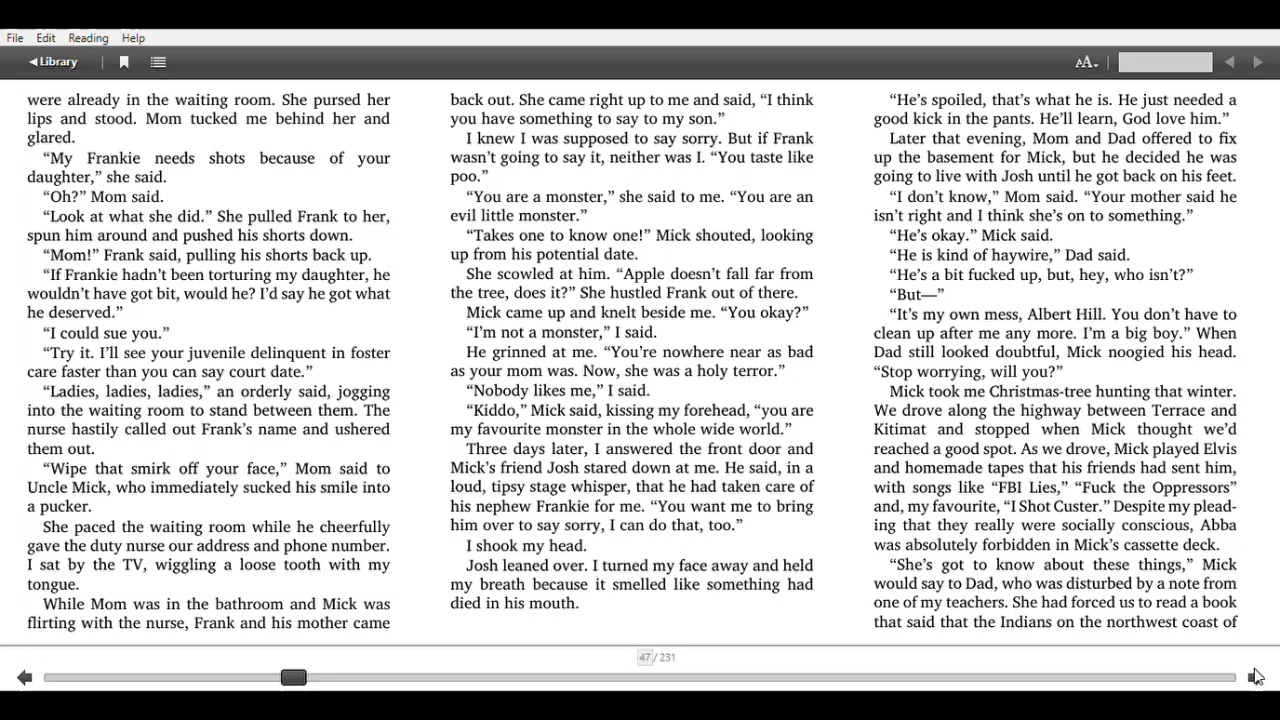 File Edit Reading Help
Library
AA
were already in the waiting room. She pursed her
lips and stood. Mom tucked me behind her and
glared.
“My Frankie needs shots because of your
daughter,” she said.
“Oh?” Mom said.
“Look at what she did.” She pulled Frank to her,
spun him around and pushed his shorts down.
“Mom!” Frank said, pulling his shorts back up.
“If Frankie hadn’t been torturing my daughter, he
wouldn’t have got bit, would he? I’d say he got what
he deserved.”
“I could sue you.”
“Try it. I’ll see your juvenile delinquent in foster
care faster than you can say court date.”
“Ladies, ladies, ladies,” an orderly said, jogging
into the waiting room to stand between them. The
nurse hastily called out Frank’s name and ushered
them out.
“Wipe that smirk off your face,” Mom said to
Uncle Mick, who immediately sucked his smile into
a pucker.
She paced the waiting room while he cheerfully
gave the duty nurse our address and phone number.
I sat by the TV, wiggling a loose tooth with my
tongue.
While Mom was in the bathroom and Mick was
flirting with the nurse, Frank and his mother came
back out. She came right up to me and said, “I think
you have something to say to my son.”
I knew I was supposed to say sorry. But if Frank
wasn’t going to say it, neither was I. “You taste like
poo.”
“You are a monster,” she said to me. “You are an
evil little monster.”
“Takes one to know one!” Mick shouted, looking
up from his potential date.
She scowled at him. “Apple doesn’t fall far from
the tree, does it?” She hustled Frank out of there.
Mick came up and knelt beside me. “You okay?”
“I’m not a monster,” I said.
He grinned at me. “You’re nowhere near as bad
as your mom was. Now, she was a holy terror.”
“Nobody likes me,” I said.
“Kiddo,” Mick said, kissing my forehead, “you are
my favourite monster in the whole wide world.”
Three days later, I answered the front door and
Mick’s friend Josh stared down at me. He said, in a
loud, tipsy stage whisper, that he had taken care of
his nephew Frankie for me. “You want me to bring
him over to say sorry, I can do that, too.”
I shook my head.
Josh leaned over. I turned my face away and held
my breath because it smelled like something had
died in his mouth.
“He’s spoiled, that’s what he is. He just needed a
good kick in the pants. He’ll learn, God love him.”
Later that evening, Mom and Dad offered to fix
up the basement for Mick, but he decided he was
going to live with Josh until he got back on his feet.
“I don’t know,” Mom said. “Your mother said he
isn’t right and I think she’s on to something.”
“He’s okay.” Mick said.
“He is kind of haywire,” Dad said.
“He’s a bit fucked up, but, hey, who isn’t?”
“But—”
“It’s my own mess, Albert Hill. You don’t have to
clean up after me any more. I’m a big boy.” When
Dad still looked doubtful, Mick noogied his head.
“Stop worrying, will you?”
Mick took me Christmas-tree hunting that winter.
We drove along the highway between Terrace and
Kitimat and stopped when Mick thought we’d
reached a good spot. As we drove, Mick played Elvis
and homemade tapes that his friends had sent him,
with songs like “FBI Lies,” “Fuck the Oppressors”
and, my favourite, “I Shot Custer.” Despite my plead-
ing that they really were socially conscious, Abba
was absolutely forbidden in Mick’s cassette deck.
“She’s got to know about these things,” Mick
would say to Dad, who was disturbed by a note from
one of my teachers. She had forced us to read a book
that said that the Indians on the northwest coast of
47 / 231